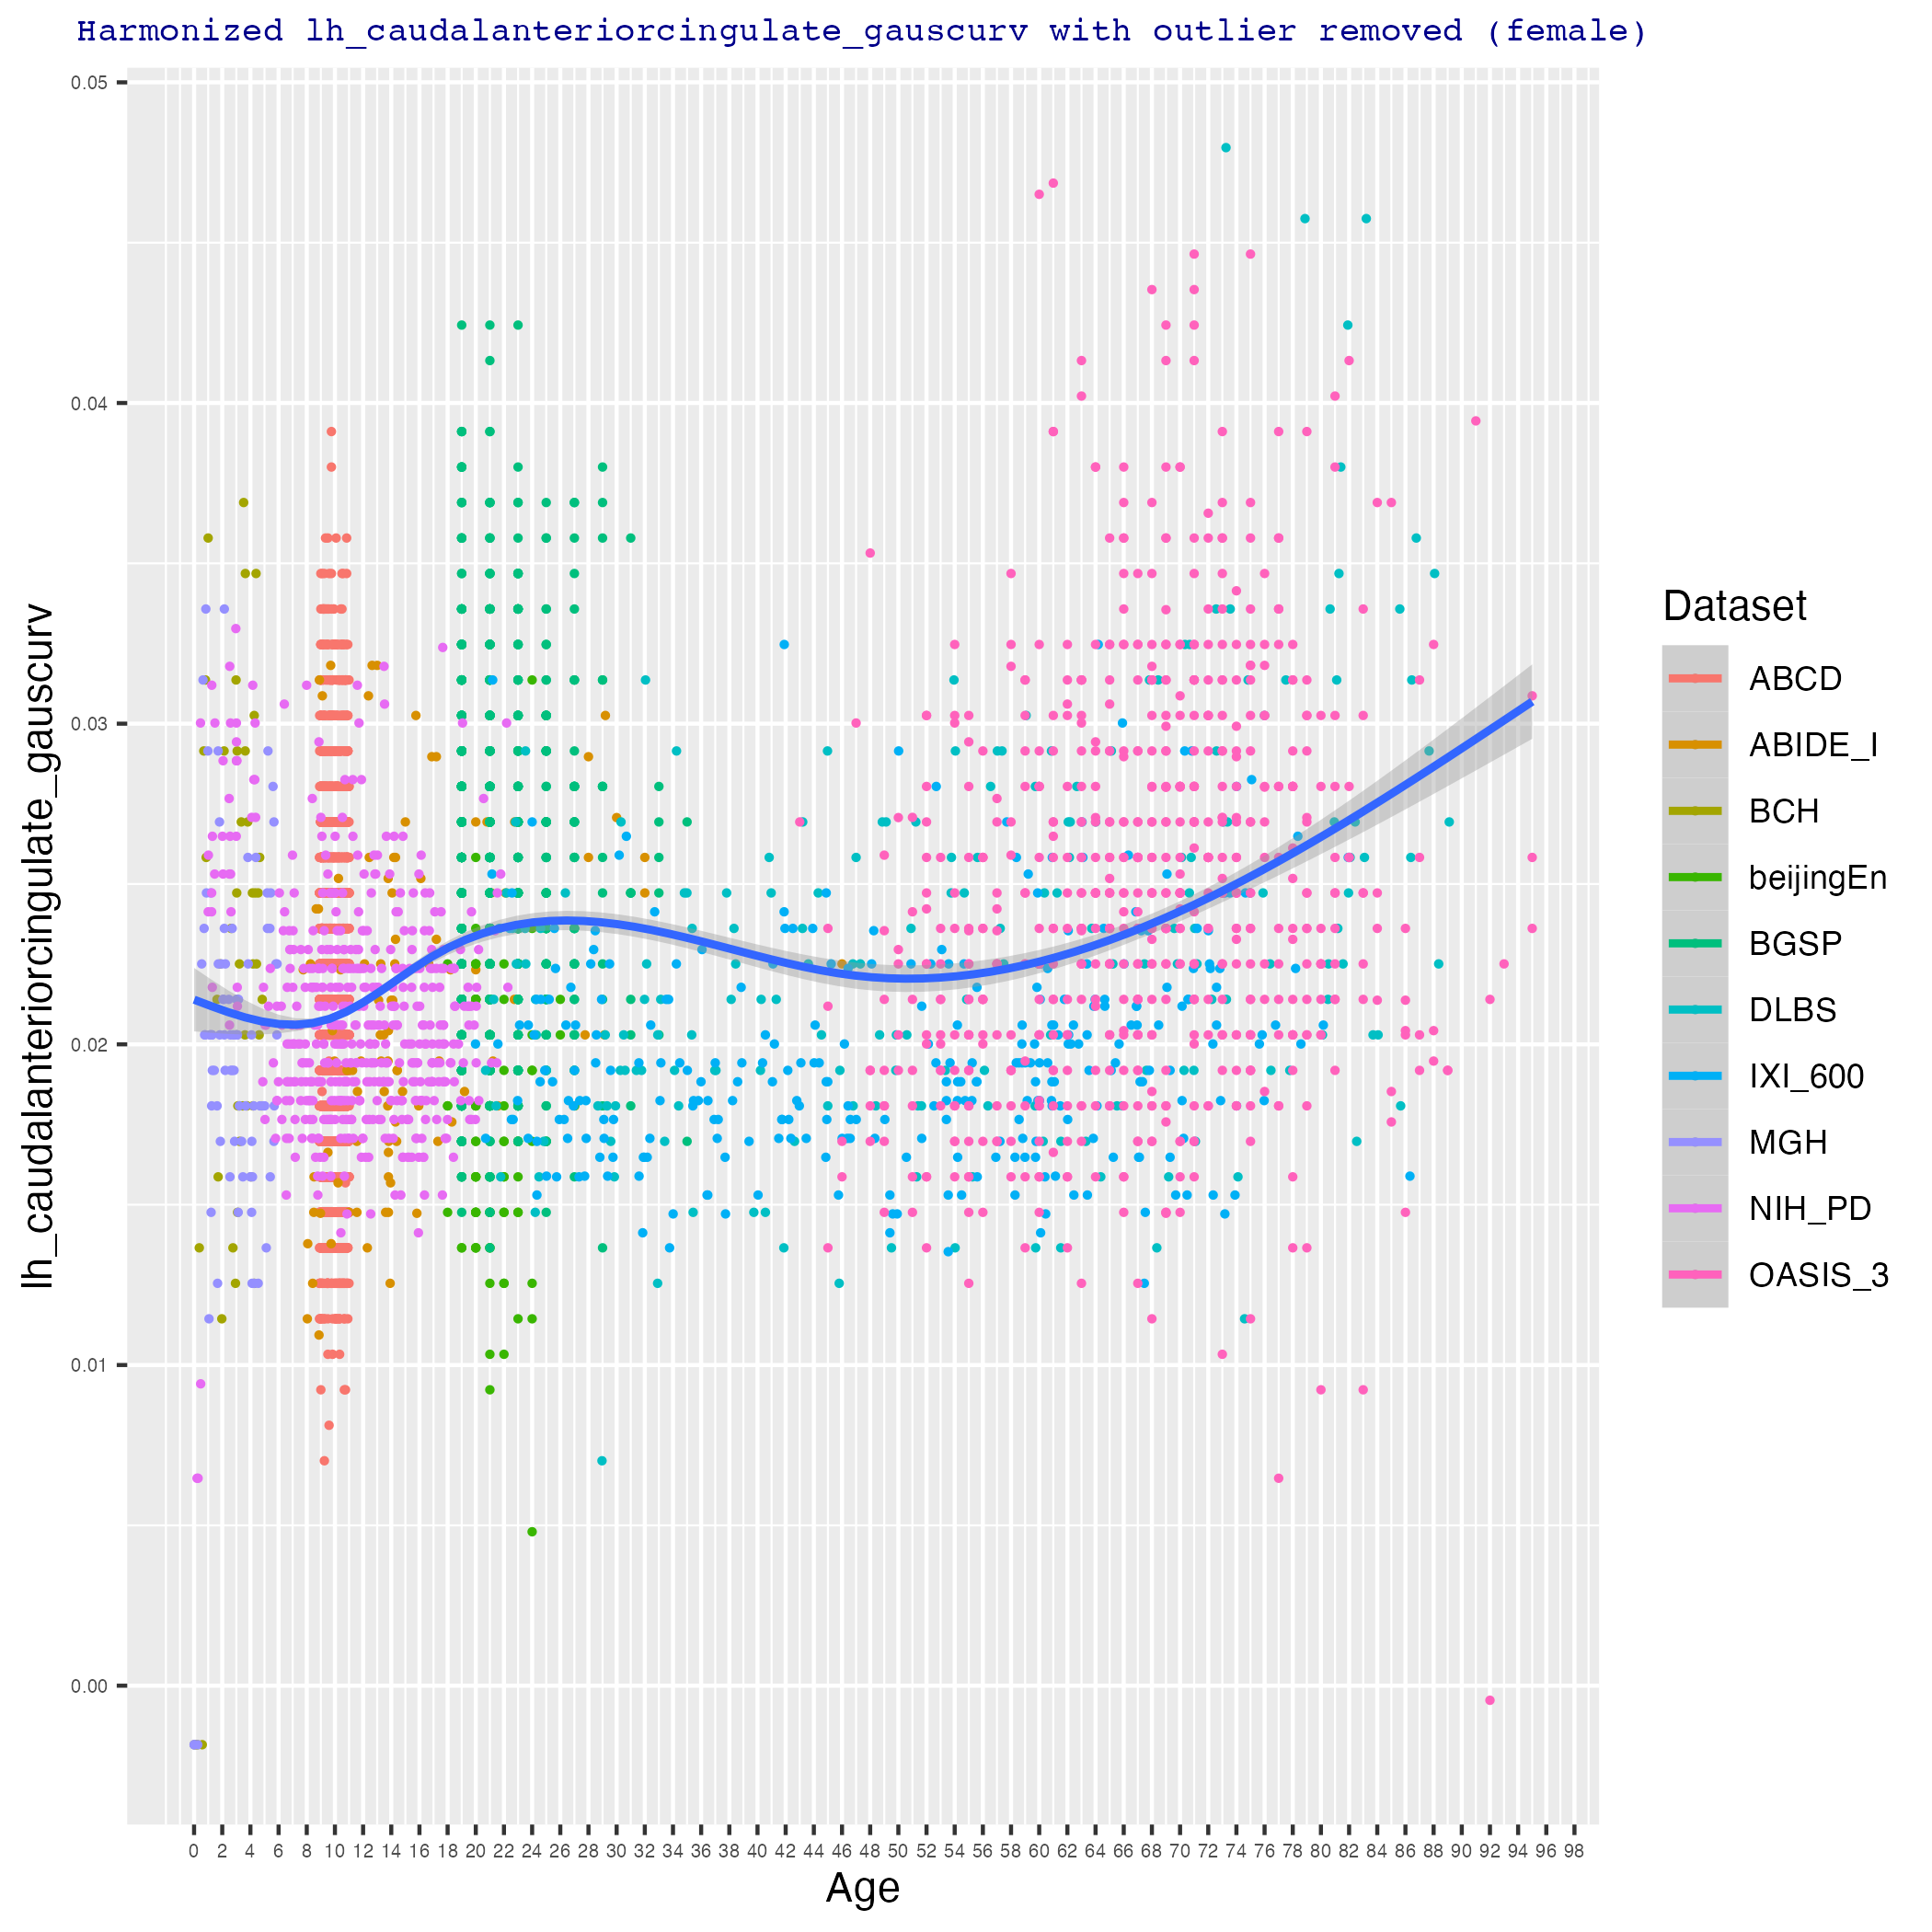 Harmonized lh_caudalanteriorcingulate_gauscurv with outlier removed (female)
lh_caudalanteriorcingulate_gauscurv
0.05
0.04
0.03
0.02
0.01
0.00
0 2 4 6 8 10 12 14 16 18 20 22 24 26 28 30 32 34 36 38 40 42 44 46 48 50 52 54 56 58 60 62 64 66 68 70 72 74 76 78 80 82 84 86 88 90 92 94 96 98
Age
Dataset
ABCD
ABIDE_I
BCH
beijingEn
BGSP
DLBS
IXI_600
MGH
NIH_PD
OASIS_3